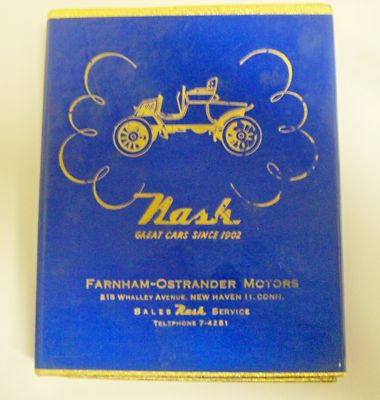 Nash
GREAT CARS SINCE 1902
FARNHAM-OSTRANDER MOTORS
215 WHALLEY AVENUE, NEW HAVEN 11, CONN.
SALES Nash SERVICE
TELEPHONE 7-4251